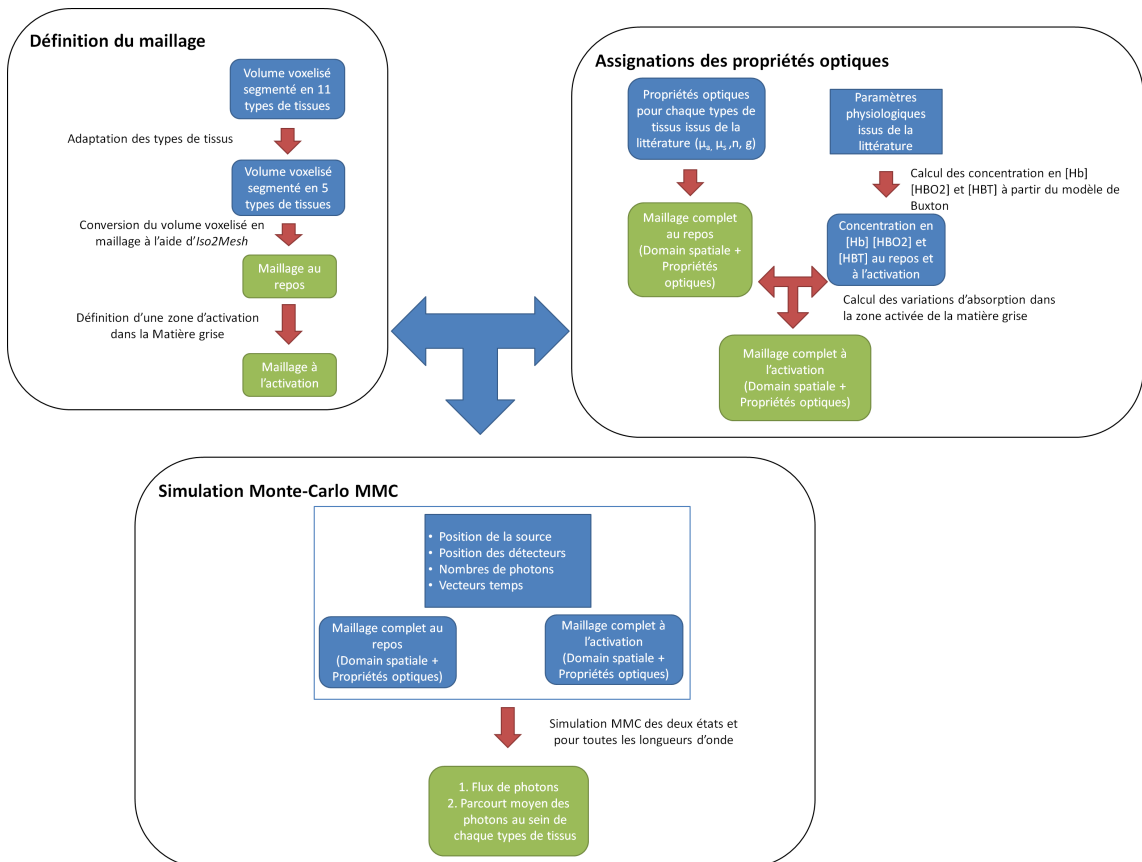 Définition du maillage
Volume voxelisé
segmenté en 11
types de tissues
Adaptation des types de tissus
Volume voxelisé
segmenté en 5
types de tissues
Conversion du volume voxelisé en
maillage à l'aide d'Iso2Mesh
Maillage au
repos
Définition d'une zone d'activation
dans la Matière grise
Maillage à
l'activation
Assignations des propriétés optiques
Propriétés optiques
pour chaque types de
tissus issus de la
littérature (μa, μs ,n, g)
Paramètres
physiologiques
issus de la
littérature
Calcul des concentration en [Hb]
[HBO2] et [HBT] à partir du modèle de
Buxton
Maillage complet
au repos
(Domain spatiale +
Propriétés
optiques)
Concentration en
[Hb] [HBO2] et
[HBT] au repos et
à l'activation
Calcul des variations d'absorption dans
la zone activée de la matière grise
Maillage complet à
l'activation
(Domain spatiale +
Propriétés optiques)
Simulation Monte-Carlo MMC
• Position de la source
• Position des détecteurs
• Nombres de photons
• Vecteurs temps
Maillage complet au
repos
(Domain spatiale +
Propriétés optiques)
Maillage complet à
l'activation
(Domain spatiale +
Propriétés optiques)
Simulation MMC des deux états et
pour toutes les longueurs d'onde
1. Flux de photons
2. Parcourt moyen des
photons au sein de
chaque types de tissus